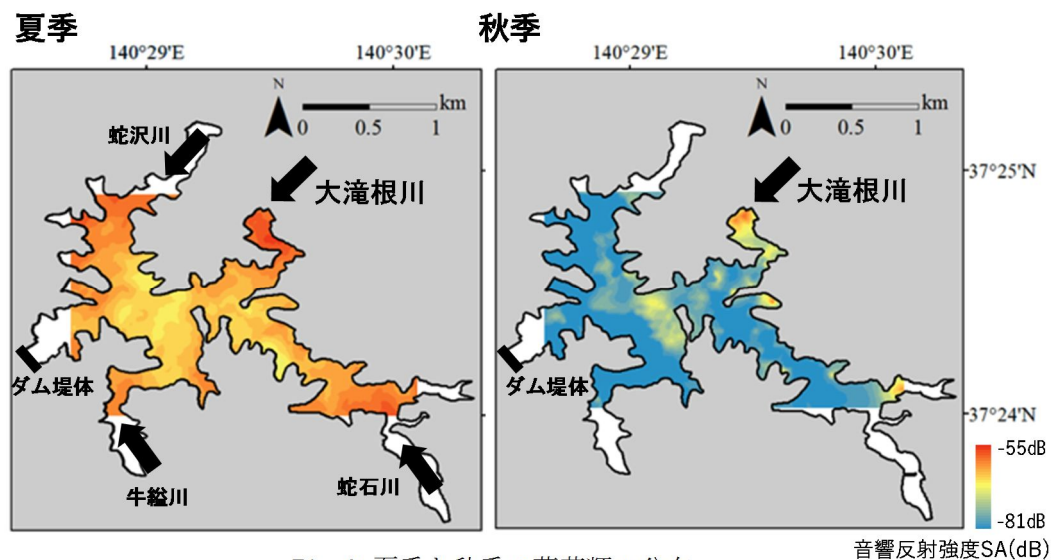 夏季
秋季
140°29'E
140°30'E
140°29'E
140°30'E
N
km
0 0.5 1
蛇沢川
大滝根川
ダム堤体
牛縊川
蛇石川
N
km
0 0.5 1
大滝根川
ダム堤体
37°25'N
37°24'N
-55dB
-81dB
音響反射強度SA(dB)